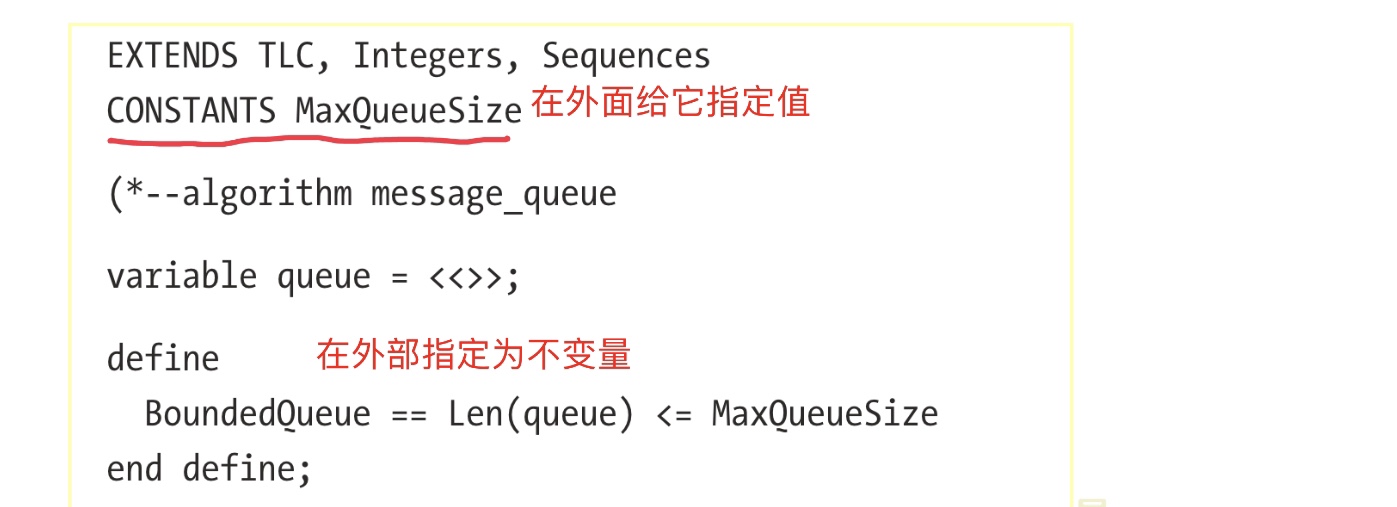 EXTENDS TLC, Integers, Sequences
CONSTANTS MaxQueueSize 在外面给它指定值
(*--algorithm message_queue
variable queue = <<>>;
define 在外部指定为不变量
BoundedQueue == Len(queue) <= MaxQueueSize
end define;